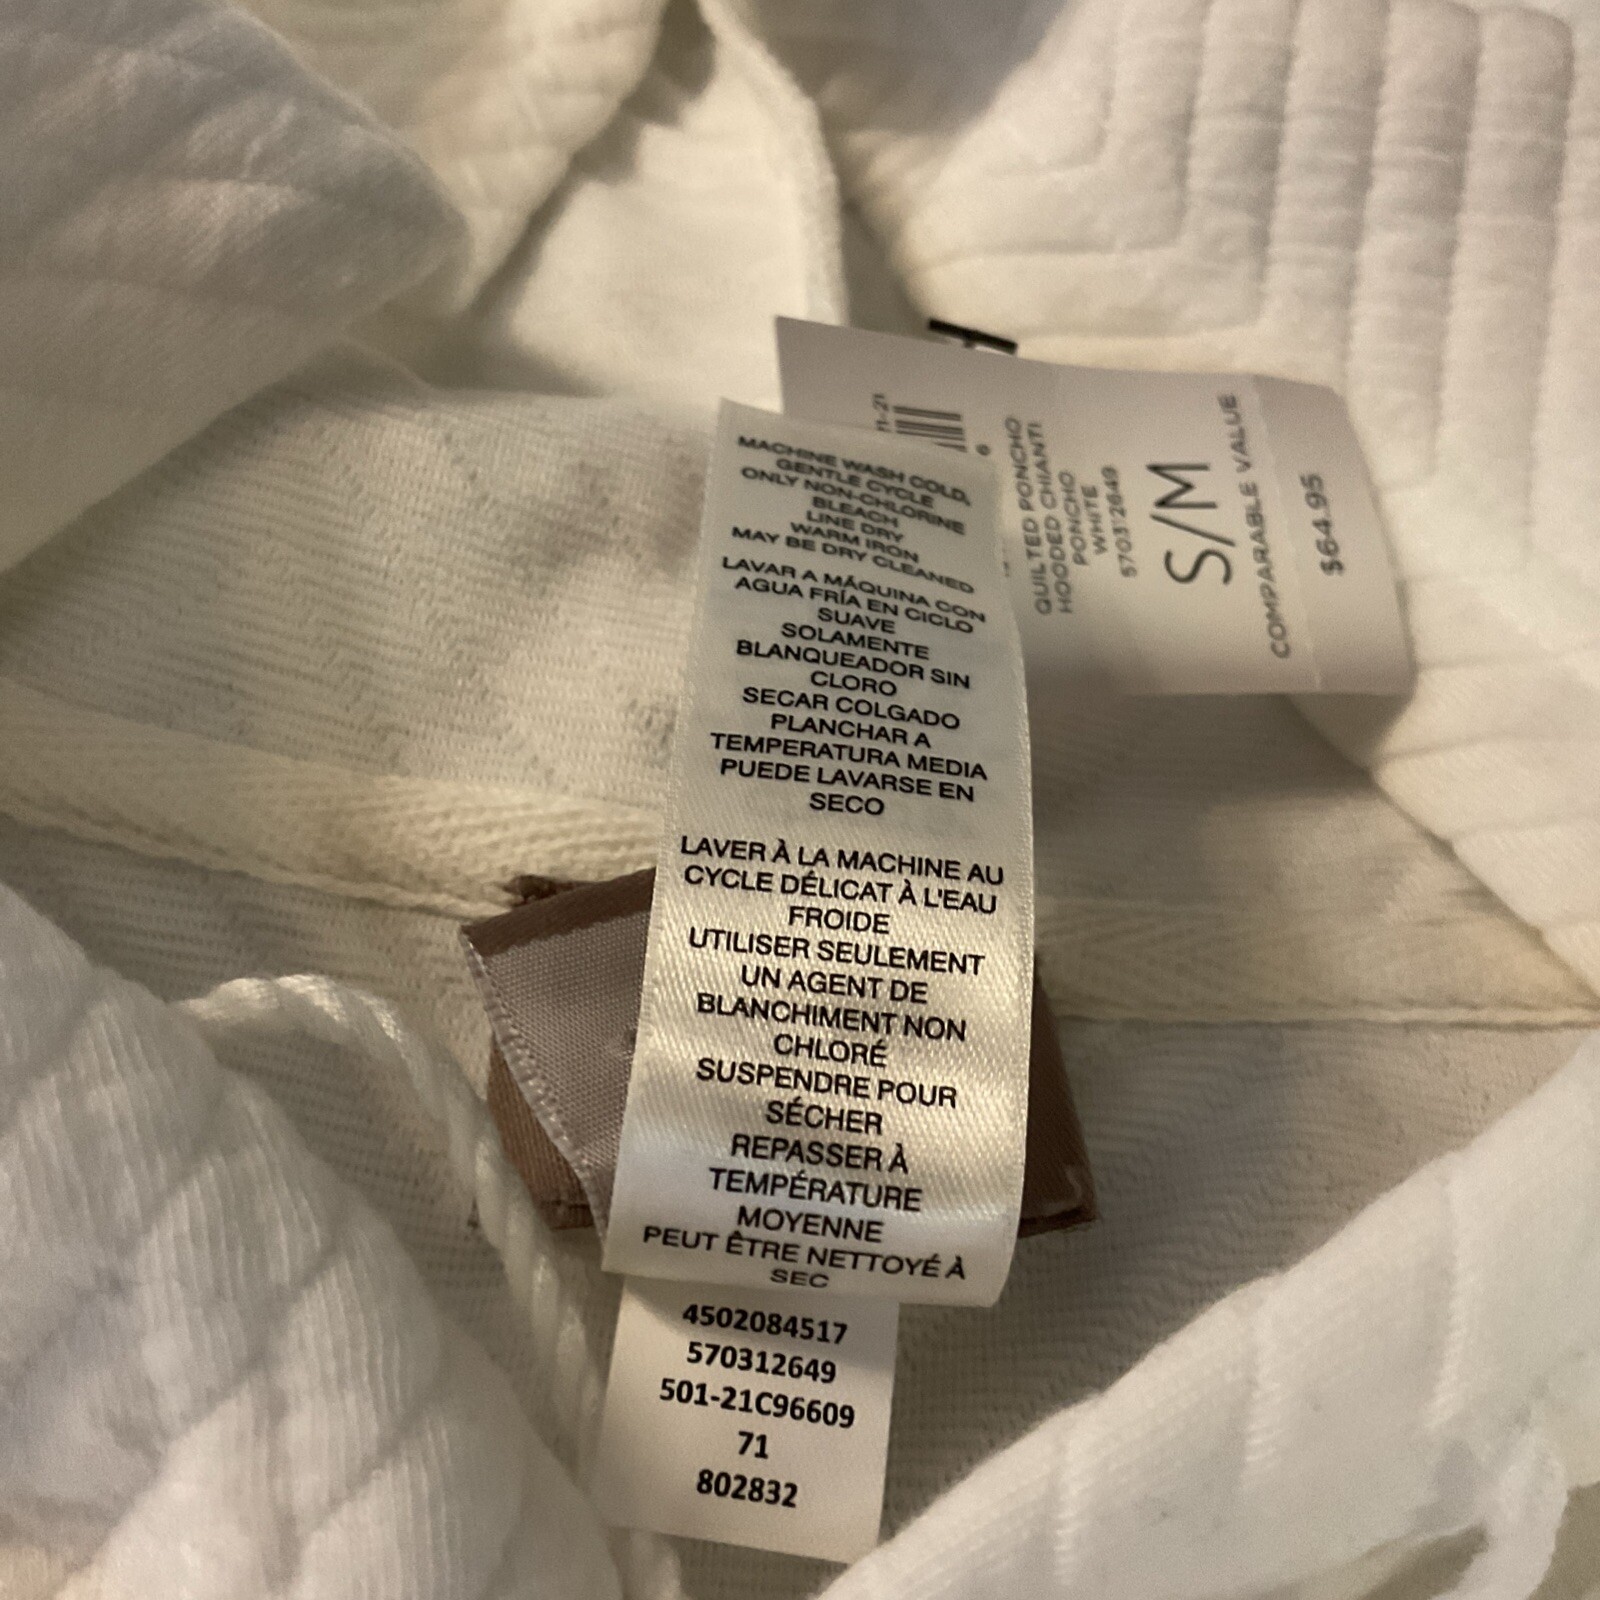 MACHINE WASH COLD,
GENTLE CYCLE
ONLY NON-CHLORINE
BLEACH
LINE DRY
WARM IRON
MAY BE DRY CLEANED
LAVAR A MÁQUINA CON
AGUA FRÍA EN CICLO
SUAVE
SOLAMENTE
BLANQUEADOR SIN
CLORO
SECAR COLGADO
PLANCHAR A
TEMPERATURA MEDIA
PUEDE LAVARSE EN
SECO
LAVER À LA MACHINE AU
CYCLE DÉLICAT À L'EAU
FROIDE
UTILISER SEULEMENT
UN AGENT DE
BLANCHIMENT NON
CHLORÉ
SUSPENDRE POUR
SÉCHER
REPASSER À
TEMPÉRATURE
MOYENNE
PEUT ÊTRE NETTOYÉ À
SEC
4502084517
570312649
501-21C96609
71
802832
QUILTED PONCHO
HOODED CHIANTI
PONCHO
WHITE
570312649
S/M
COMPARABLE VALUE
$64.95